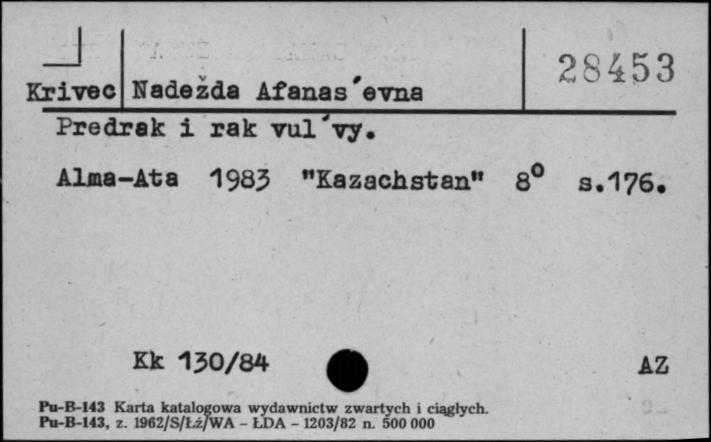 28453
Krivec Nadežda Afanas´evna
Predrak i rak vul´vy.
Alma-Ata 1983 "Kazachstan" 8° s.176.
Kk 130/84
AZ
Pu-B-143 Karta katalogowa wydawnictw zwartych i ciągłych.
Pu-B-143, z. 1962/S/Łź/WA - ŁDA - 1203/82 n. 500 000